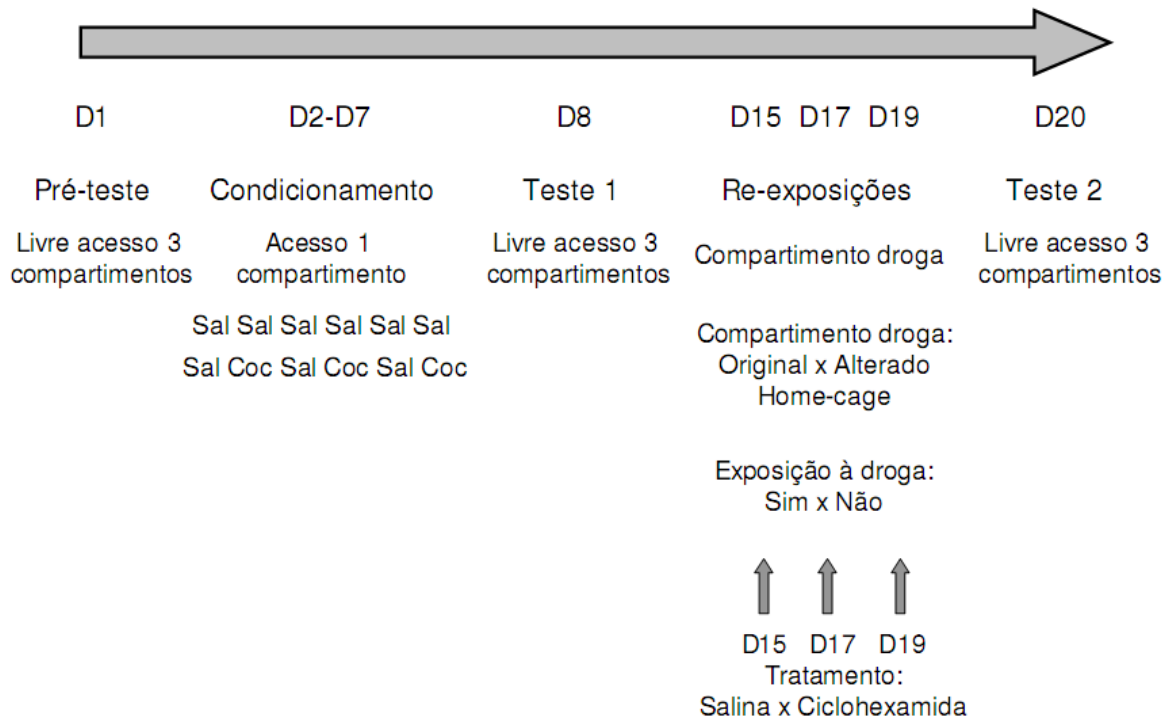 D1 D2-D7 D8 D15 D17 D19 D20
Pré-teste Condicionamento Teste 1 Re-exposições Teste 2
Livre acesso 3 compartimentos
Acesso 1 compartimento
Sal Sal Sal Sal Sal Sal
Sal Coc Sal Coc Sal Coc
Livre acesso 3 compartimentos
Compartimento droga
Compartimento droga:
Original x Alterado
Home-cage
Exposição à droga:
Sim x Não
D15 D17 D19
Tratamento:
Salina x Ciclohexamida
Livre acesso 3 compartimentos